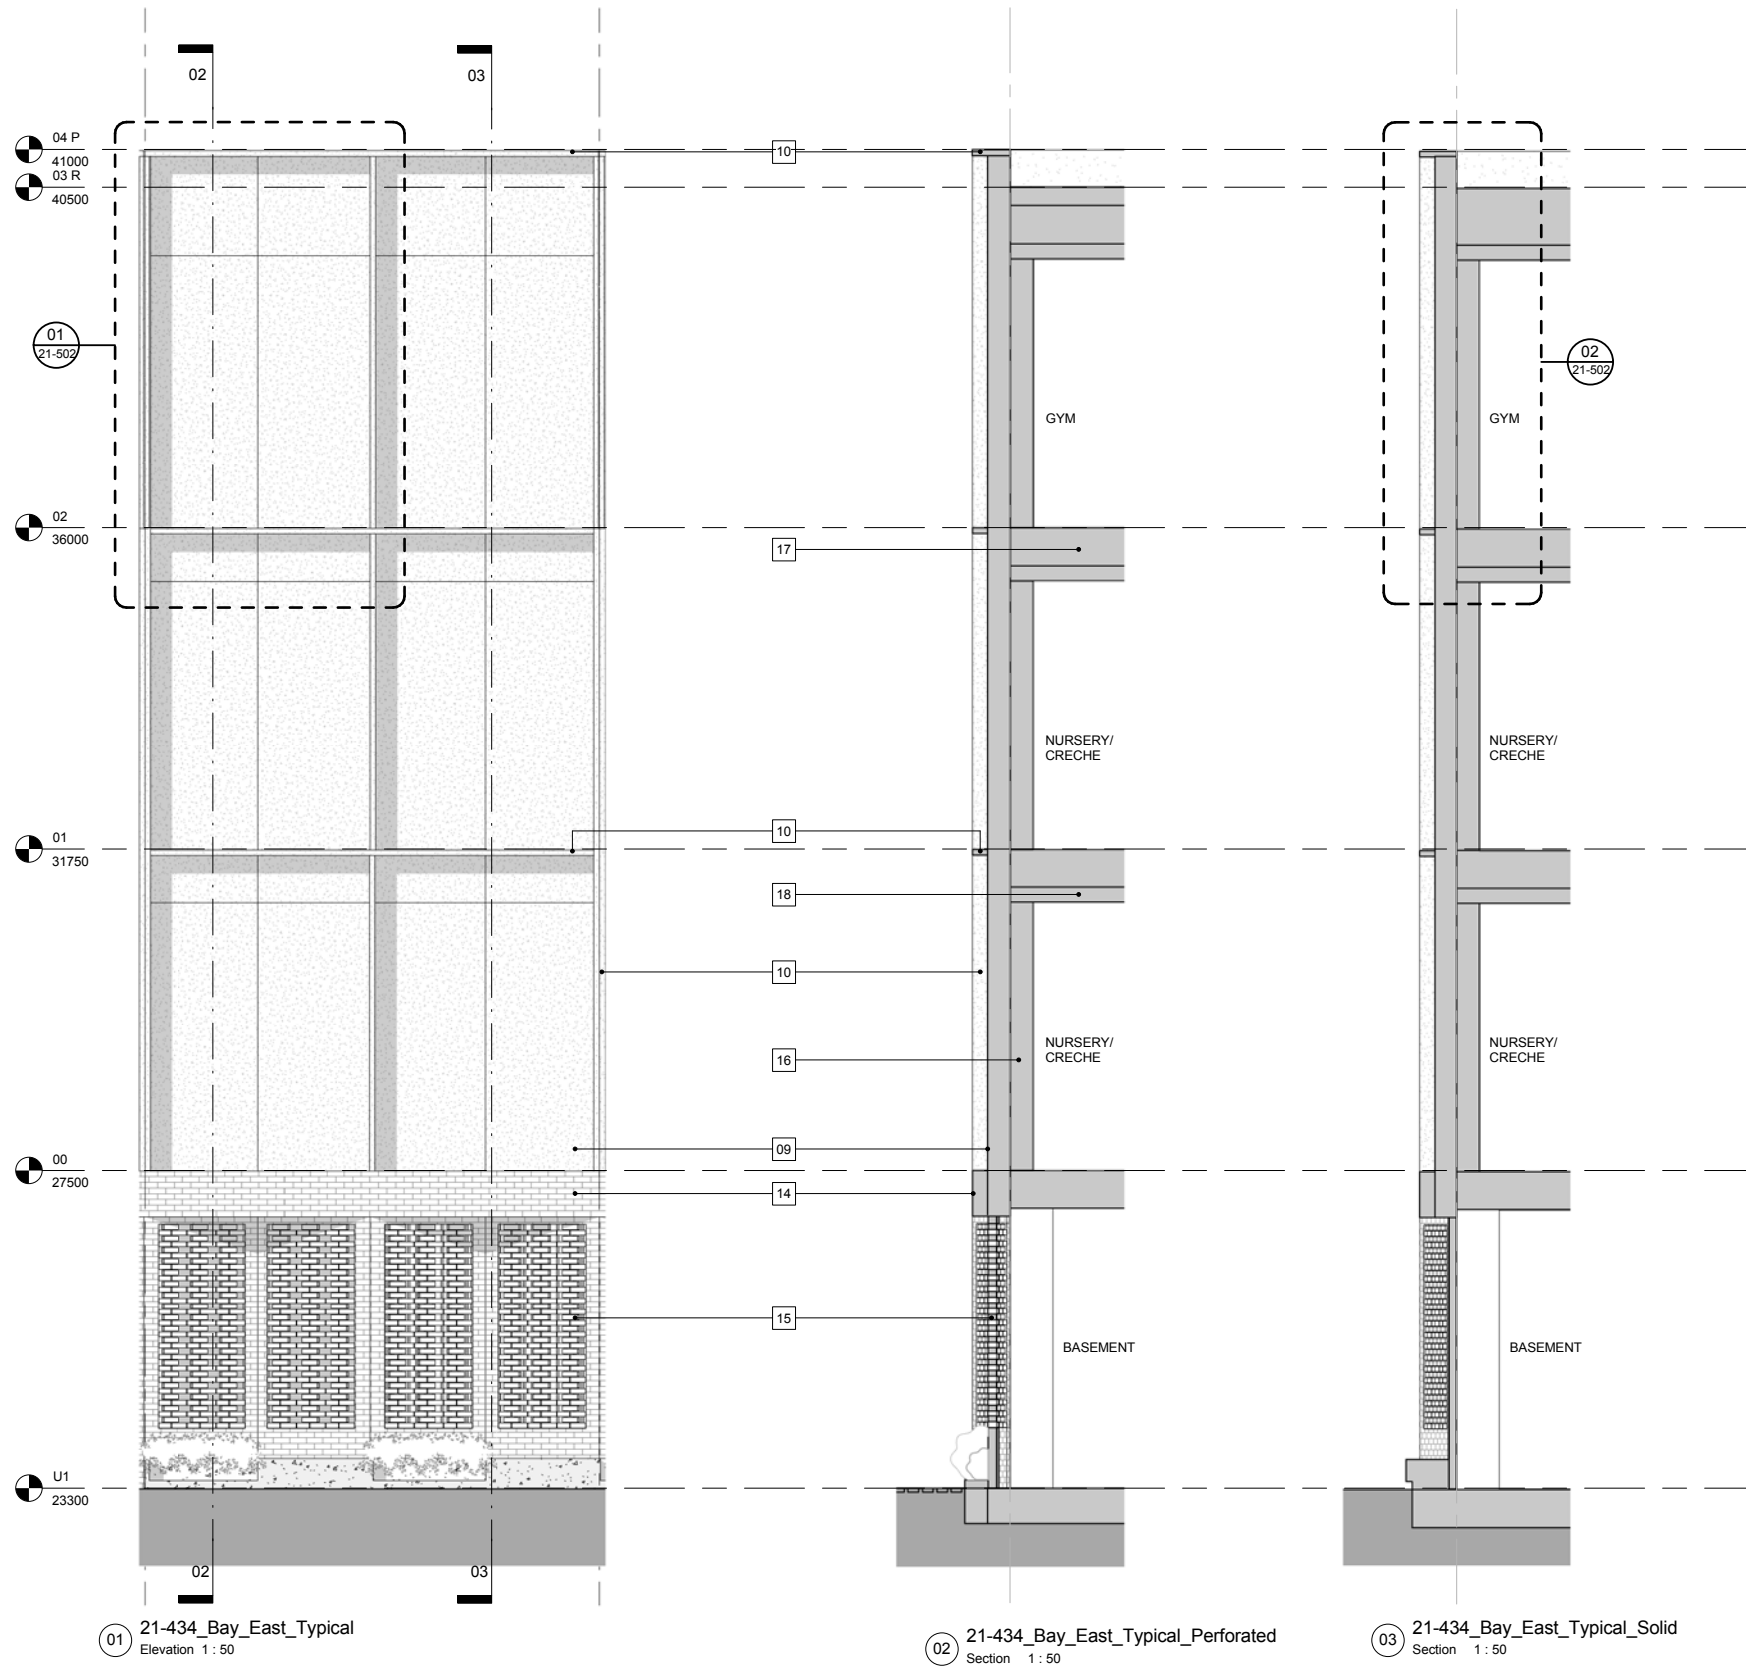 02
03
04 P
41000
03 R
40500
10
01
21-502
02
21-502
GYM
GYM
02
36000
17
NURSERY/
CRECHE
NURSERY/
CRECHE
01
31750
10
18
10
NURSERY/
CRECHE
NURSERY/
CRECHE
16
09
00
27500
14
15
BASEMENT
BASEMENT
U1
23300
02
03
01
21-434_Bay_East_Typical
Elevation 1 : 50
02
21-434_Bay_East_Typical_Perforated
Section 1 : 50
03
21-434_Bay_East_Typical_Solid
Section 1 : 50